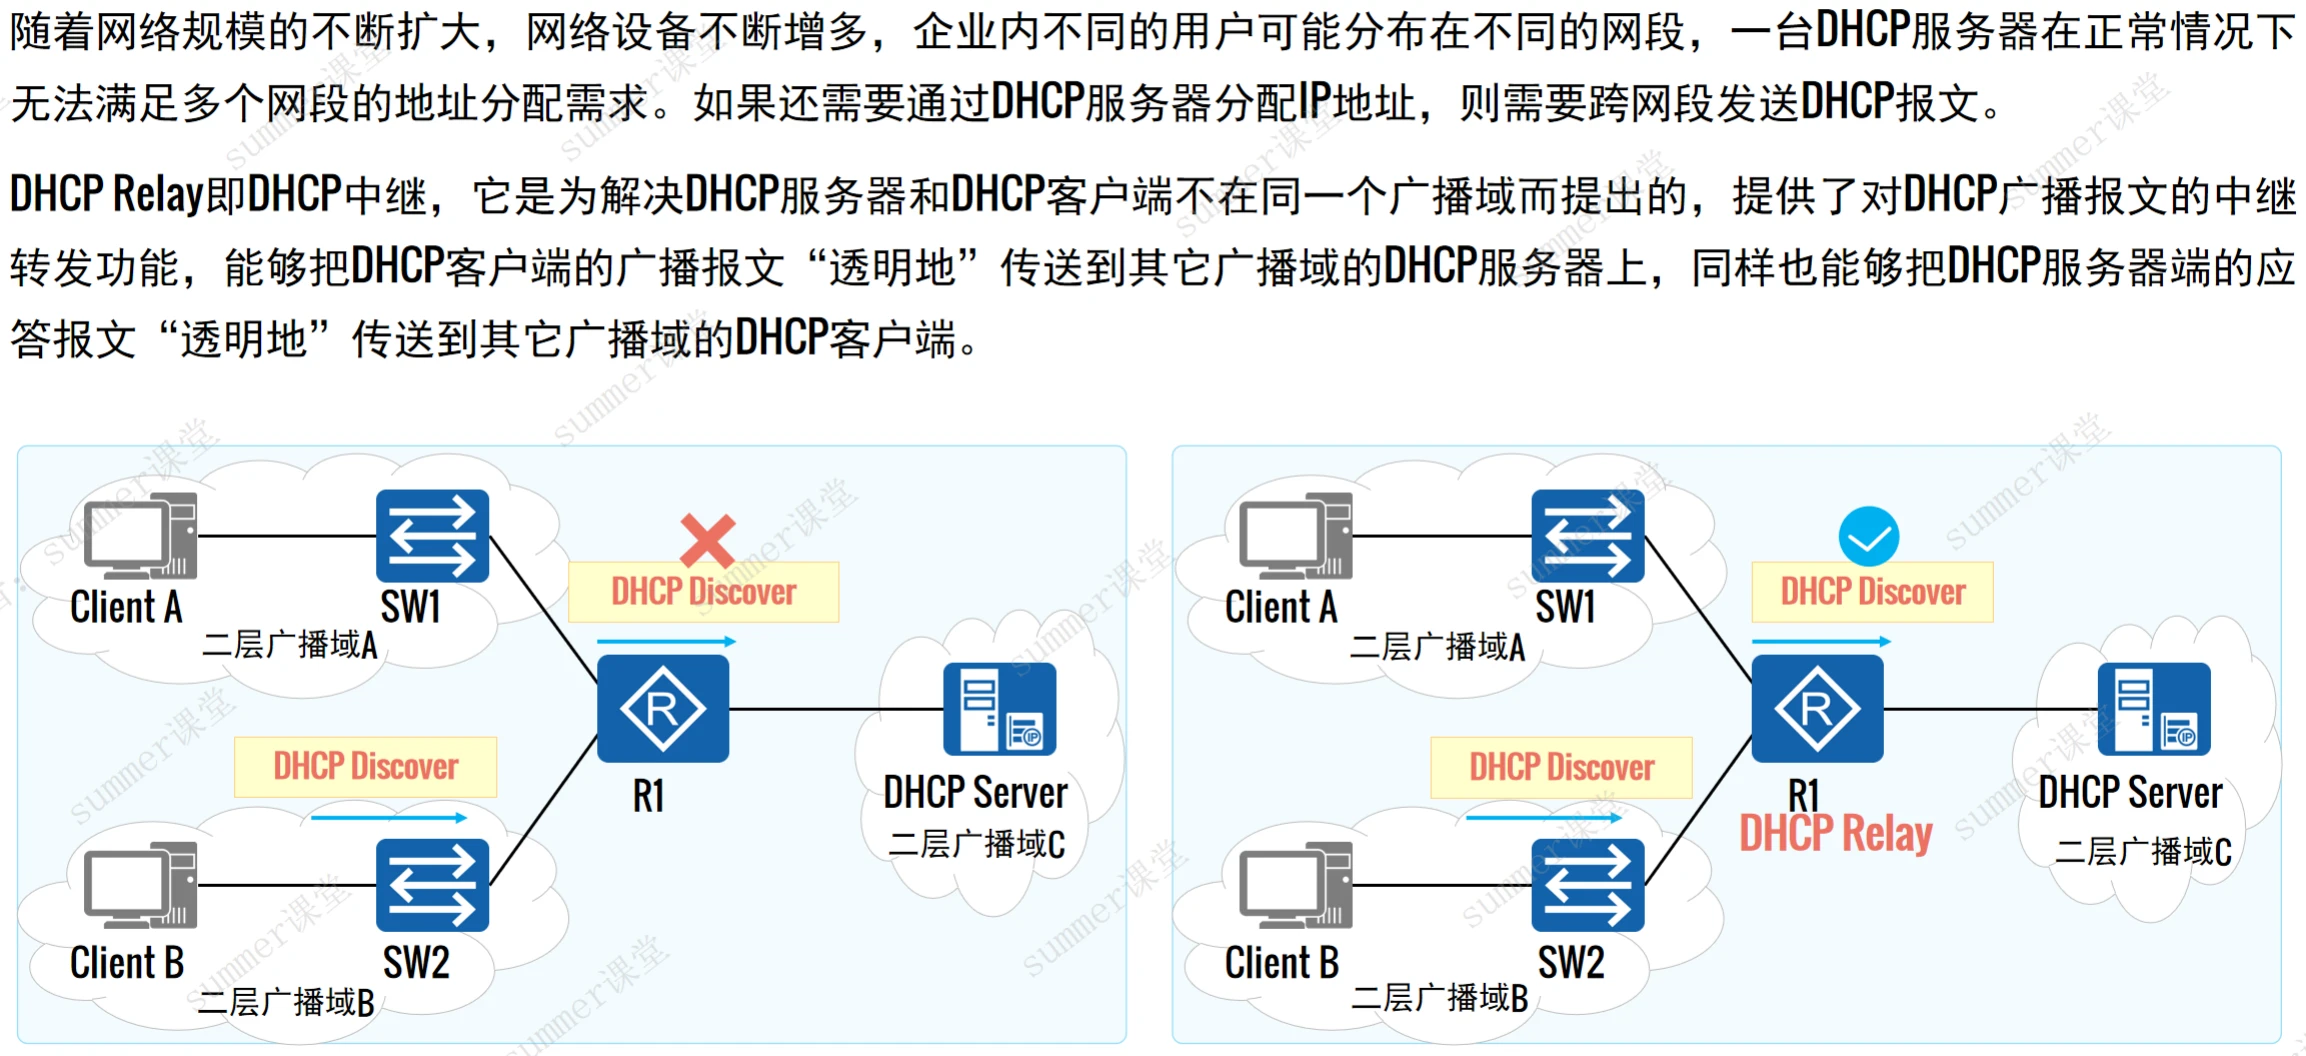 随着网络规模的不断扩大，网络设备不断增多，企业内不同的用户可能分布在不同的网段，一台DHCP服务器在正常情况下
无法满足多个网段的地址分配需求。如果还需要通过DHCP服务器分配IP地址，则需要跨网段发送DHCP报文。
DHCP Relay即DHCP中继，它是为解决DHCP服务器和DHCP客户端不在同一个广播域而提出的，提供了对DHCP广播报文的中继
转发功能，能够把DHCP客户端的广播报文“透明地”传送到其它广播域的DHCP服务器上，同样也能够把DHCP服务器端的应
答报文“透明地”传送到其它广播域的DHCP客户端。
Client A
SW1
二层广播域A
DHCP Discover
R
R1
IP
DHCP Server
二层广播域C
DHCP Discover
Client B
SW2
二层广播域B
Client A
SW1
二层广播域A
DHCP Discover
R
R1
DHCP Relay
IP
DHCP Server
二层广播域C
DHCP Discover
Client B
SW2
二层广播域B
summer课堂